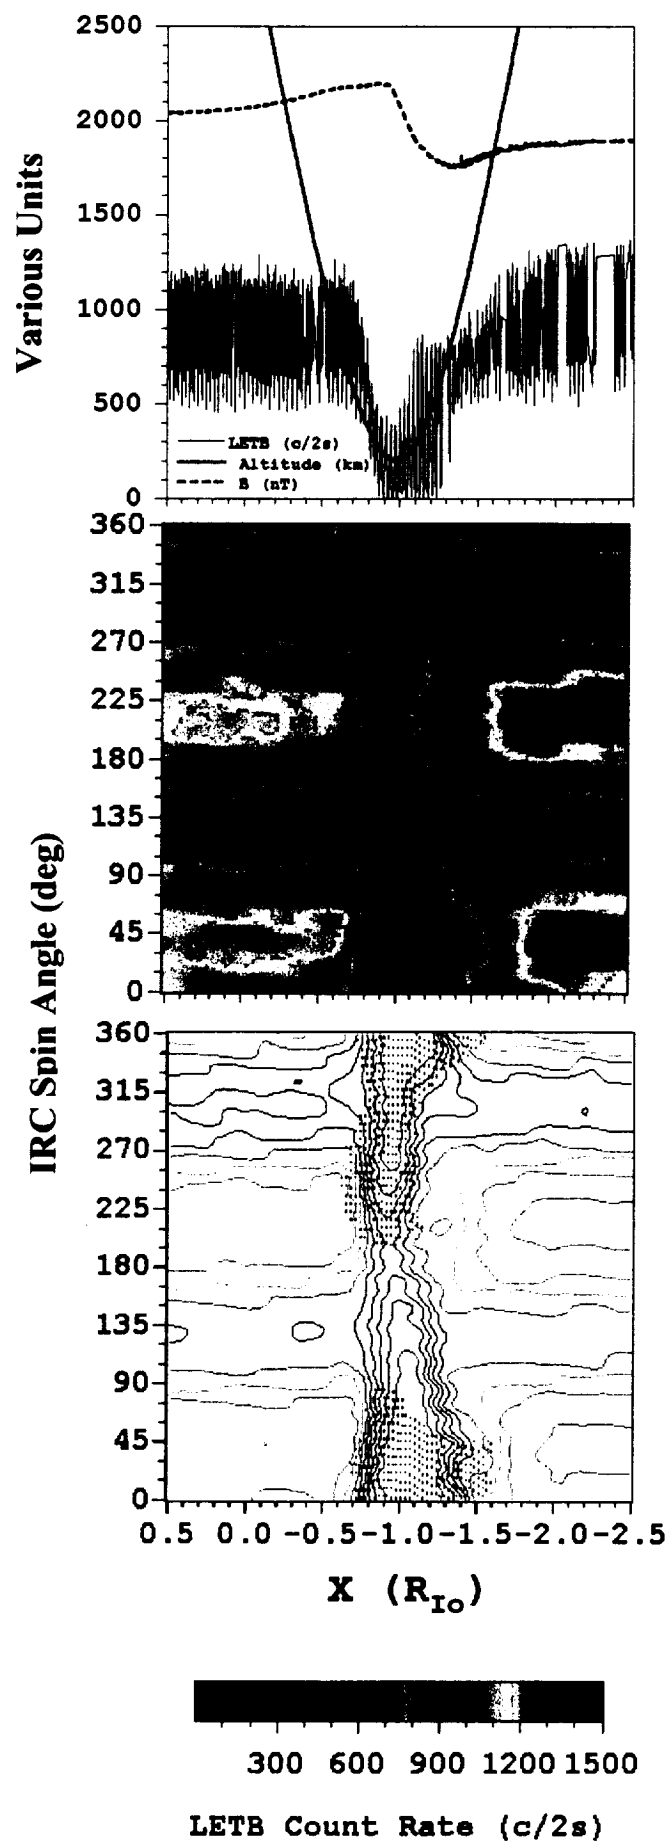 Various Units
2500
2000
1500
1000
500
0
LETB (c/2s)
Altitude (km)
B (nT)
IRC Spin Angle (deg)
360
315
270
225
180
135
90
45
0
360
315
270
225
180
135
90
45
0
0.5 0.0 -0.5 -1.0 -1.5 -2.0 -2.5
X (R_Io)
300 600 900 1200 1500
LETB Count Rate (c/2s)